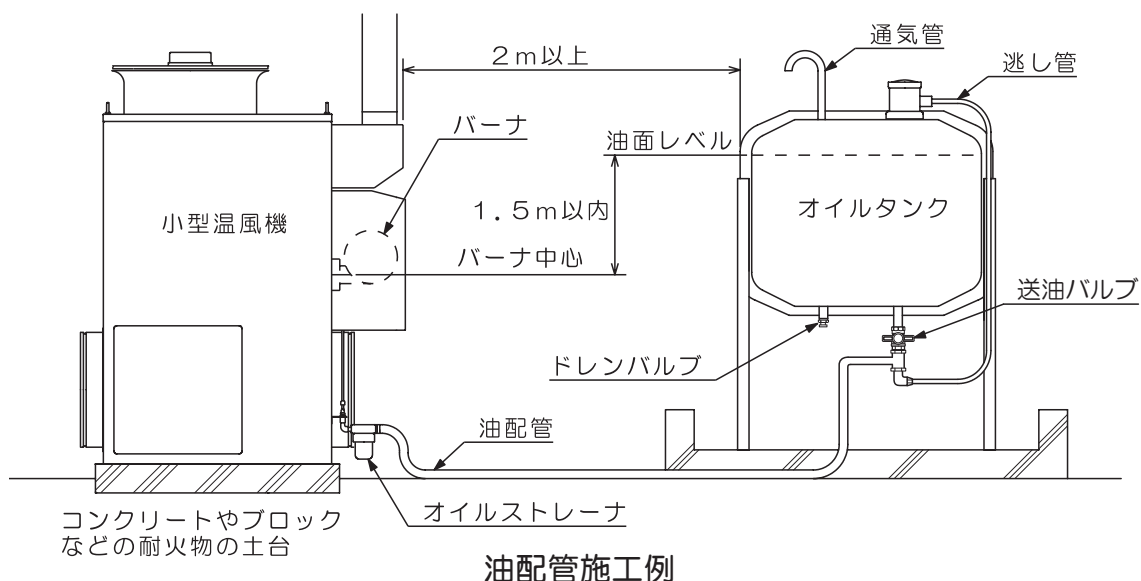 通気管
2m以上
逃し管
バーナ
油面レベル
小型温風機
1.5m以内
オイルタンク
バーナ中心
送油バルブ
ドレンバルブ
油配管
コンクリートやブロック
などの耐火物の土台
オイルストレーナ
油配管施工例